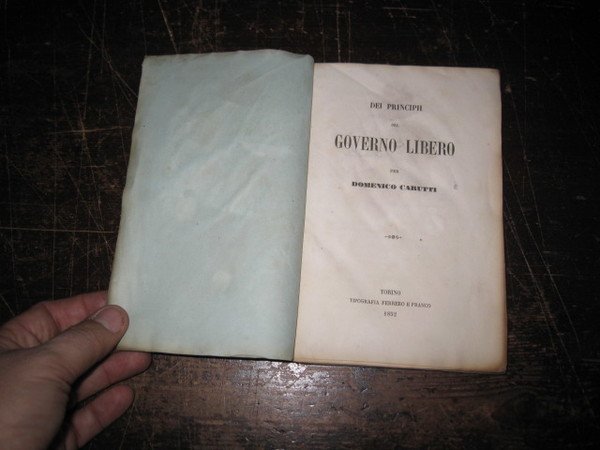 DEI PRINCIPII
DEL
GOVERNO LIBERO
PER
DOMENICO CARUTTI
TORINO
TIPOGRAFIA FERRERO E FRANCO
1852